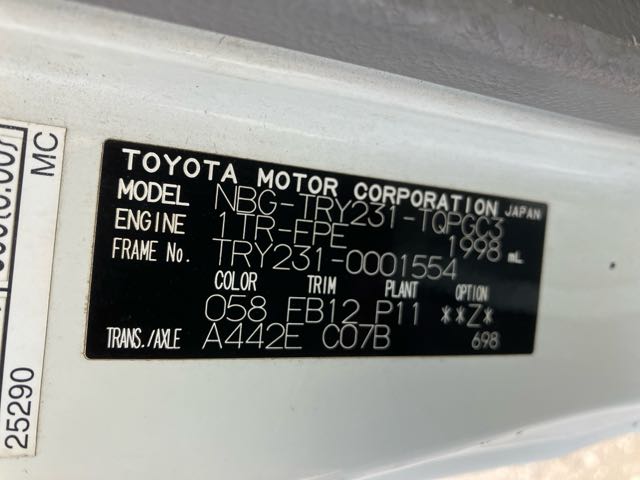 TOYOTA MOTOR CORPORATION JAPAN
MODEL NBG-TRY231-TQPGC3
ENGINE 1TR-FPE 1998 mL
FRAME No. TRY231-0001554
COLOR TRIM PLANT OPTION
058 FB12 P11 **Z*
TRANS./AXLE A442E C07B 698
MC
25290